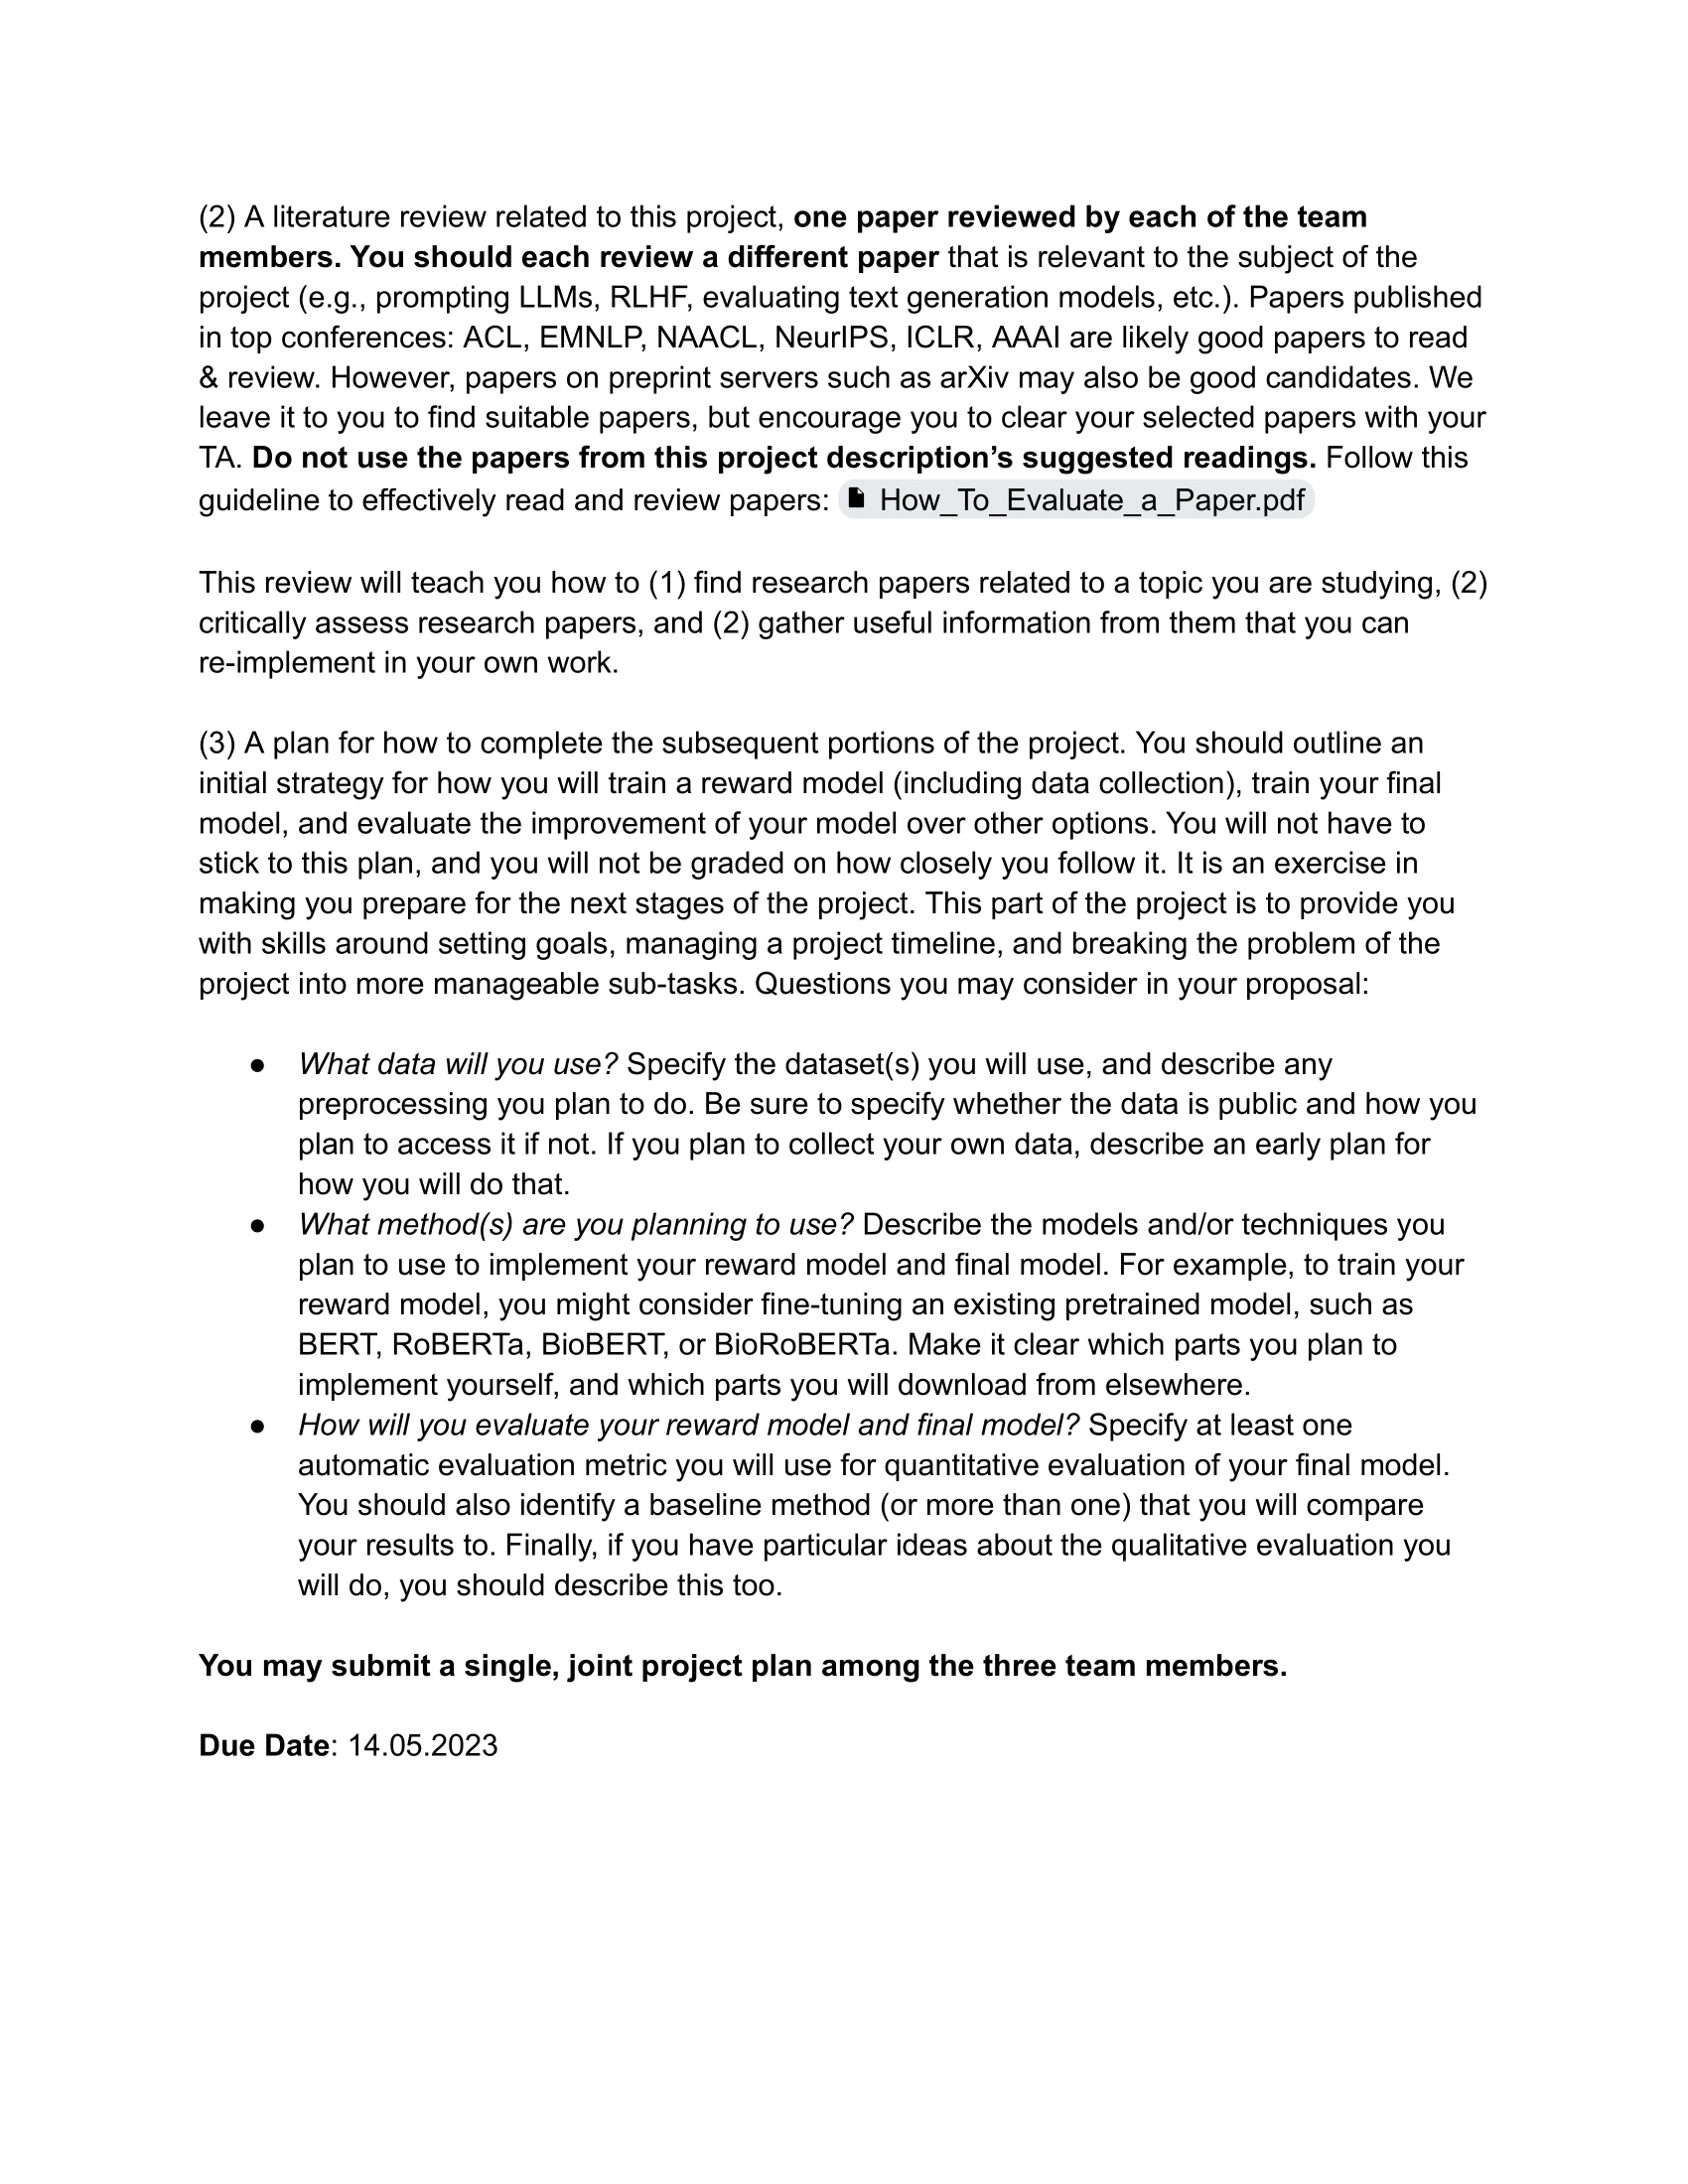 (2) A literature review related to this project, one paper reviewed by each of the team
members. You should each review a different paper that is relevant to the subject of the
project (e.g., prompting LLMs, RLHF, evaluating text generation models, etc.). Papers published
in top conferences: ACL, EMNLP, NAACL, NeurIPS, ICLR, AAAI are likely good papers to read
& review. However, papers on preprint servers such as arXiv may also be good candidates. We
leave it to you to find suitable papers, but encourage you to clear your selected papers with your
TA. Do not use the papers from this project description’s suggested readings. Follow this
guideline to effectively read and review papers: How_To_Evaluate_a_Paper.pdf
This review will teach you how to (1) find research papers related to a topic you are studying, (2)
critically assess research papers, and (2) gather useful information from them that you can
re-implement in your own work.
(3) A plan for how to complete the subsequent portions of the project. You should outline an
initial strategy for how you will train a reward model (including data collection), train your final
model, and evaluate the improvement of your model over other options. You will not have to
stick to this plan, and you will not be graded on how closely you follow it. It is an exercise in
making you prepare for the next stages of the project. This part of the project is to provide you
with skills around setting goals, managing a project timeline, and breaking the problem of the
project into more manageable sub-tasks. Questions you may consider in your proposal:
● What data will you use? Specify the dataset(s) you will use, and describe any
preprocessing you plan to do. Be sure to specify whether the data is public and how you
plan to access it if not. If you plan to collect your own data, describe an early plan for
how you will do that.
● What method(s) are you planning to use? Describe the models and/or techniques you
plan to use to implement your reward model and final model. For example, to train your
reward model, you might consider fine-tuning an existing pretrained model, such as
BERT, RoBERTa, BioBERT, or BioRoBERTa. Make it clear which parts you plan to
implement yourself, and which parts you will download from elsewhere.
● How will you evaluate your reward model and final model? Specify at least one
automatic evaluation metric you will use for quantitative evaluation of your final model.
You should also identify a baseline method (or more than one) that you will compare
your results to. Finally, if you have particular ideas about the qualitative evaluation you
will do, you should describe this too.
You may submit a single, joint project plan among the three team members.
Due Date: 14.05.2023